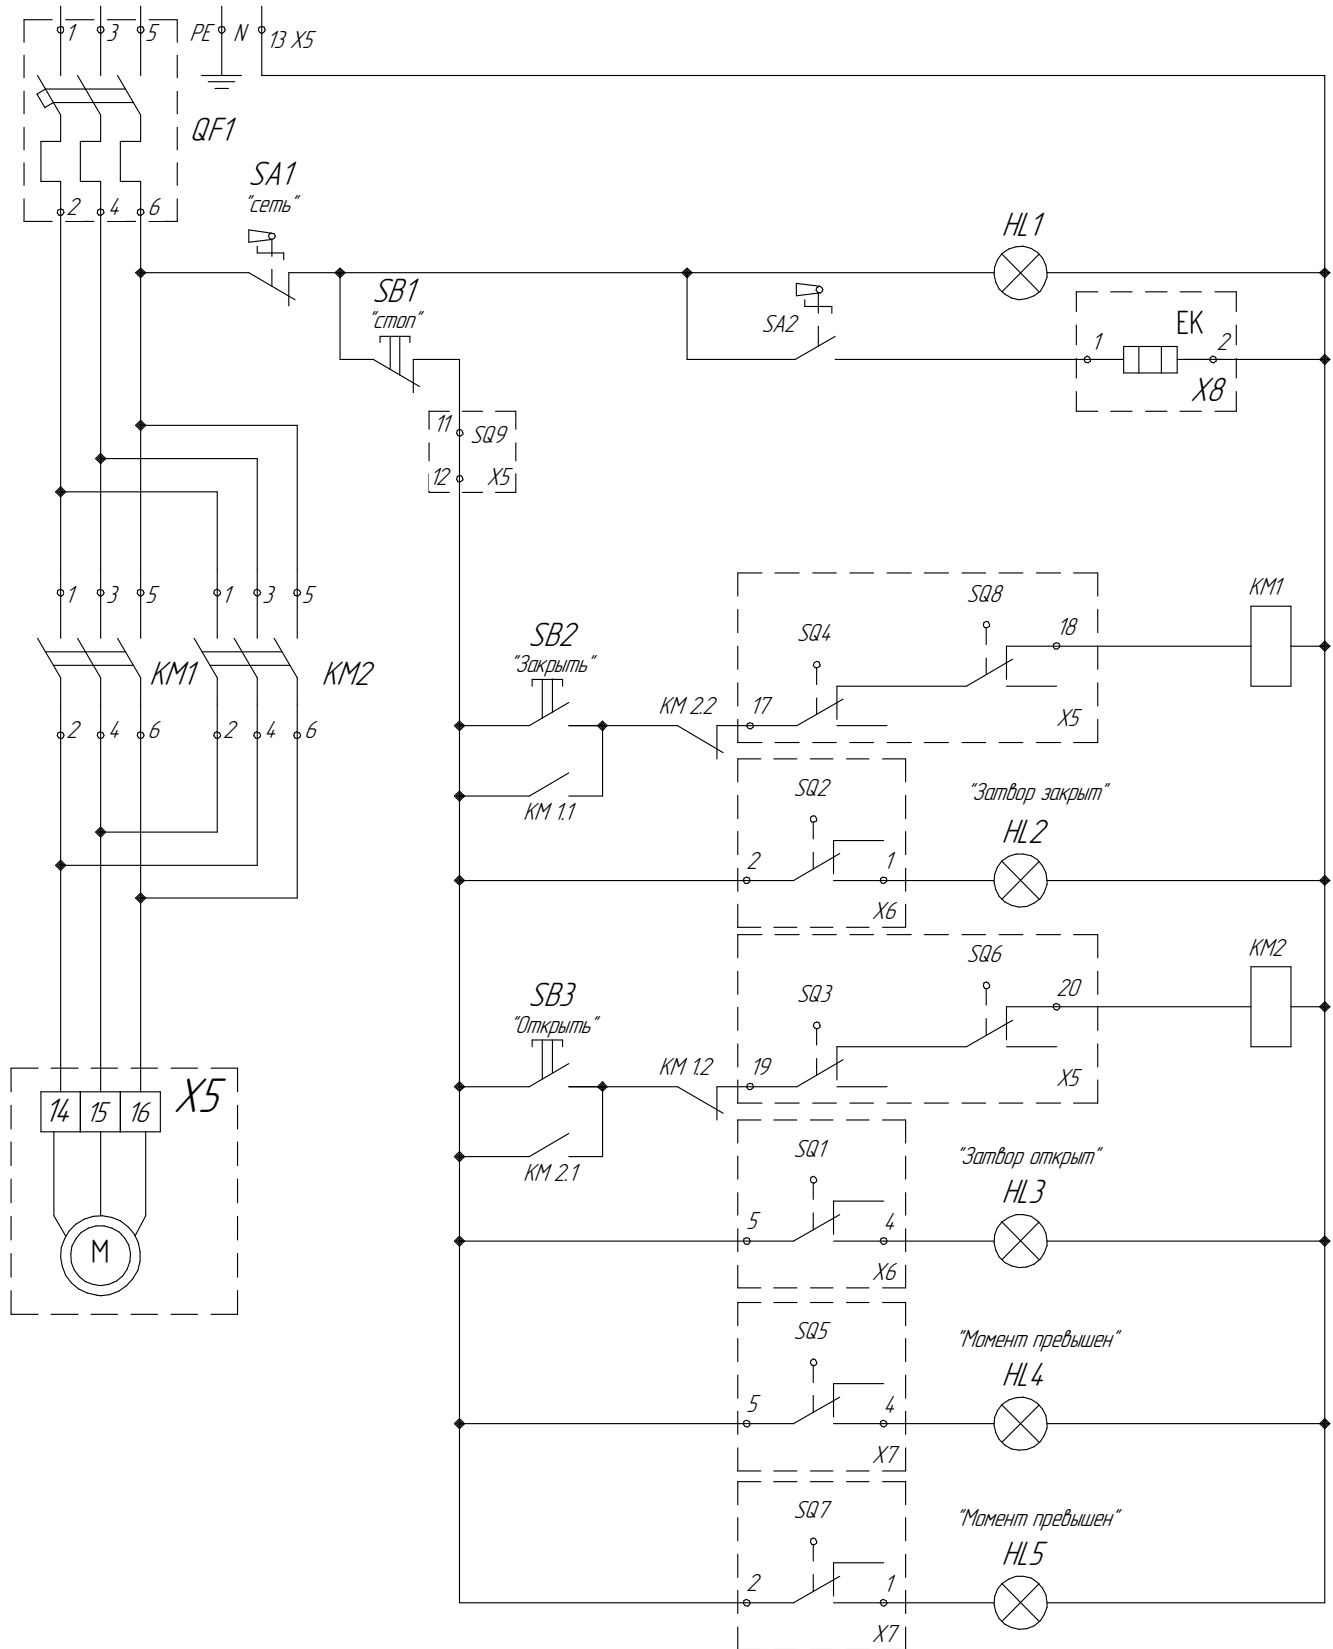 1 3 5 PE N 13 X5
QF1
2 4 6
SA1
"сеть"
HL1
SB1
"стоп"
SA2
EK
1 2
X8
11 SQ9
12 X5
1 3 5 1 3 5
KM1 KM2
2 4 6 2 4 6
SB2
"Закрыть"
KM 2.2
KM 1.1
SQ8
SQ4
18
17
X5
KM1
SQ2
2 1
X6
"Затвор закрыт"
HL2
SB3
"Открыть"
KM 1.2
KM 2.1
SQ6
SQ3
20
19
X5
KM2
X5
14 15 16
M
SQ1
5 4
X6
"Затвор открыт"
HL3
SQ5
5 4
X7
"Момент превышен"
HL4
SQ7
2 1
X7
"Момент превышен"
HL5